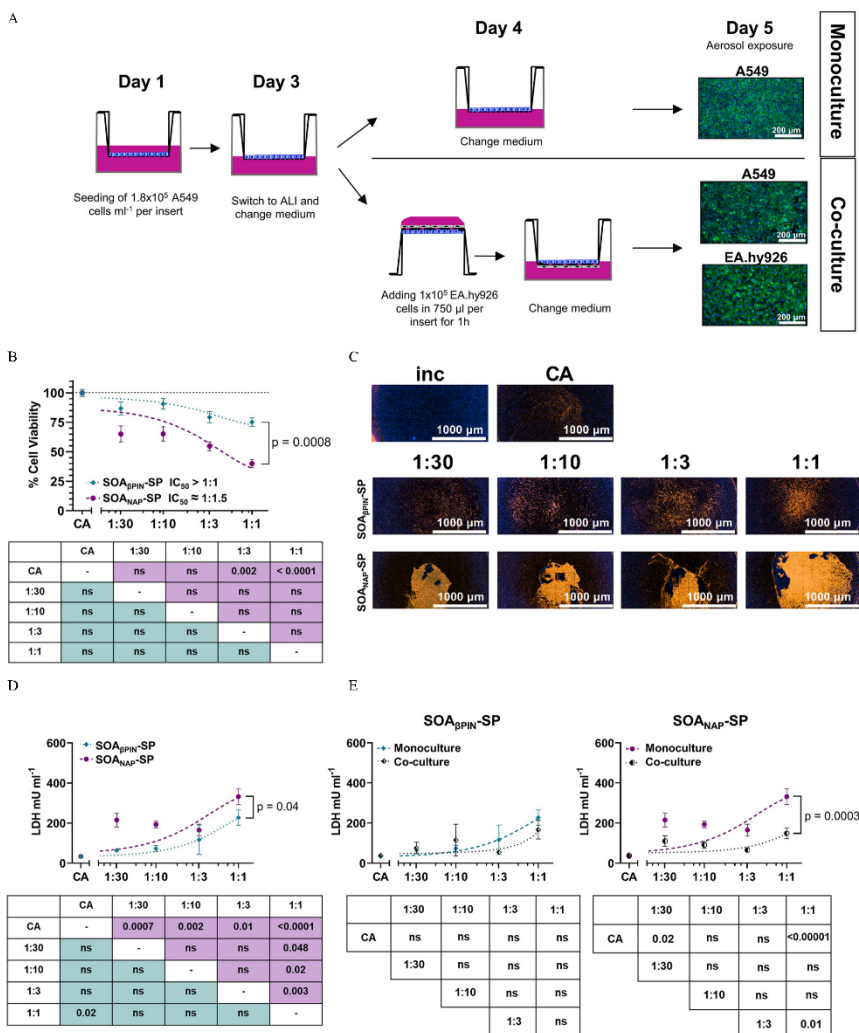 A
Day 1
Day 3
Day 4
Day 5
Aerosol exposure
Monoculture
Co-culture
Seeding of 1.8x10⁵ A549
cells ml⁻¹ per insert
Switch to ALI and
change medium
Change medium
A549
200 µm
Adding 1x10⁵ EA.hy926
cells in 750 µl per
insert for 1h
Change medium
A549
200 µm
EA.hy926
200 µm
B
% Cell Viability
100
75
50
25
0
p = 0.0008
SOAβPIN-SP IC50 > 1:1
SOANAP-SP IC50 ≈ 1:1.5
CA 1:30 1:10 1:3 1:1
CA 1:30 1:10 1:3 1:1
CA - ns ns 0.002 < 0.0001
1:30 ns - ns ns ns
1:10 ns ns - ns ns
1:3 ns ns ns - ns
1:1 ns ns ns ns -
C
inc CA
1000 µm 1000 µm
1:30 1:10 1:3 1:1
SOAβPIN-SP
1000 µm 1000 µm 1000 µm 1000 µm
SOANAP-SP
1000 µm 1000 µm 1000 µm 1000 µm
D
LDH mU ml⁻¹
600
400
200
0
SOAβPIN-SP
SOANAP-SP
p = 0.04
CA 1:30 1:10 1:3 1:1
CA 1:30 1:10 1:3 1:1
CA - 0.0007 0.002 0.01 <0.0001
1:30 ns - ns ns 0.048
1:10 ns ns - ns 0.02
1:3 ns ns ns - 0.003
1:1 0.02 ns ns ns -
E
SOAβPIN-SP
LDH mU ml⁻¹
600
400
200
0
Monoculture
Co-culture
CA 1:30 1:10 1:3 1:1
1:30 1:10 1:3 1:1
CA ns ns ns ns
1:30 ns ns ns
1:10 ns ns
1:3 ns
SOANAP-SP
LDH mU ml⁻¹
600
400
200
0
Monoculture
Co-culture
p = 0.0003
CA 1:30 1:10 1:3 1:1
1:30 1:10 1:3 1:1
CA 0.02 ns ns <0.00001
1:30 ns ns ns
1:10 ns ns
1:3 0.01